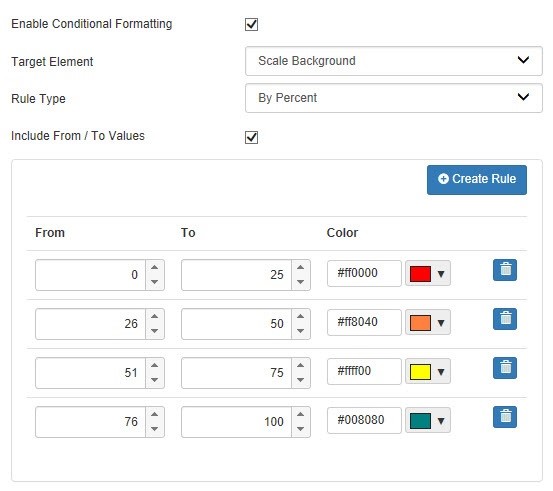 Enable Conditional Formatting
Target Element Scale Background
Rule Type By Percent
Include From / To Values
Create Rule
From To Color
0 25 #ff0000
26 50 #ff8040
51 75 #ffff00
76 100 #008080